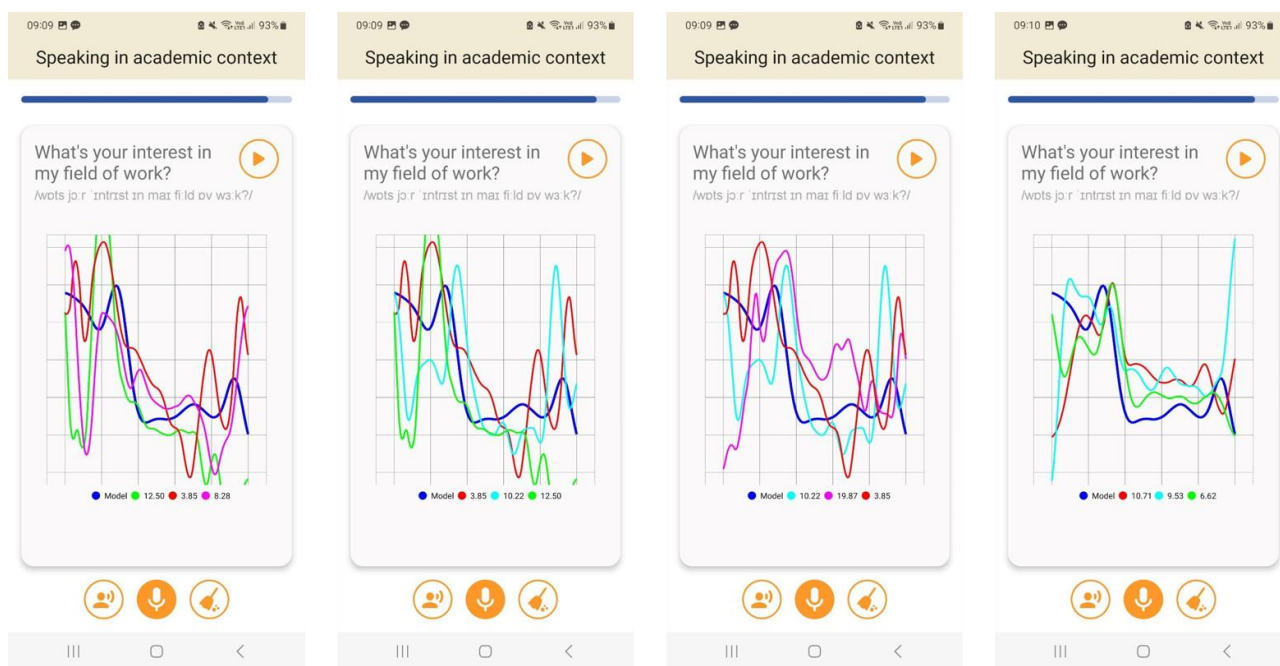 09:09 93%
Speaking in academic context
What's your interest in
my field of work?
/wɒts jɔːr ˈɪntrɪst ɪn maɪ fiːld ɒv wɜːk?/
Model 12.50 3.85 8.28
09:09 93%
Speaking in academic context
What's your interest in
my field of work?
/wɒts jɔːr ˈɪntrɪst ɪn maɪ fiːld ɒv wɜːk?/
Model 3.85 10.22 12.50
09:09 93%
Speaking in academic context
What's your interest in
my field of work?
/wɒts jɔːr ˈɪntrɪst ɪn maɪ fiːld ɒv wɜːk?/
Model 10.22 19.87 3.85
09:10 93%
Speaking in academic context
What's your interest in
my field of work?
/wɒts jɔːr ˈɪntrɪst ɪn maɪ fiːld ɒv wɜːk?/
Model 10.71 9.53 6.62